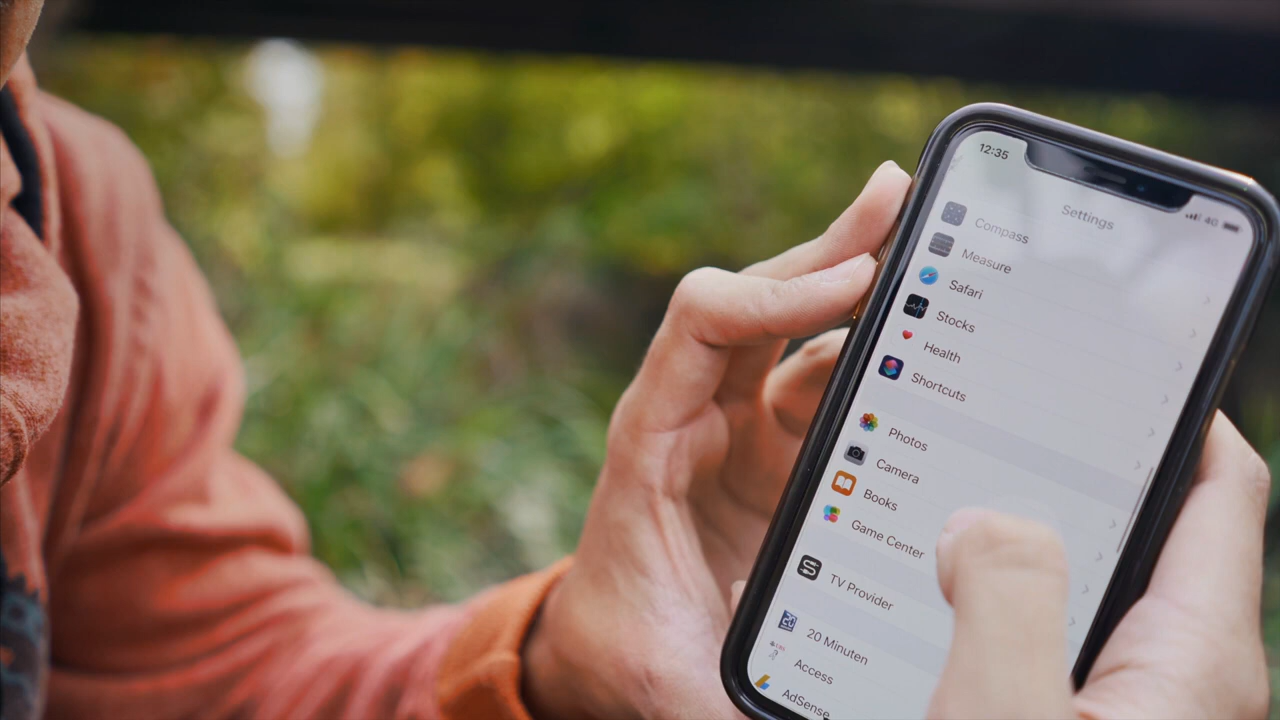 12:35
4G
Settings
Compass
Measure
Safari
Stocks
Health
Shortcuts
Photos
Camera
Books
Game Center
TV Provider
20 Minuten
Access
AdSense